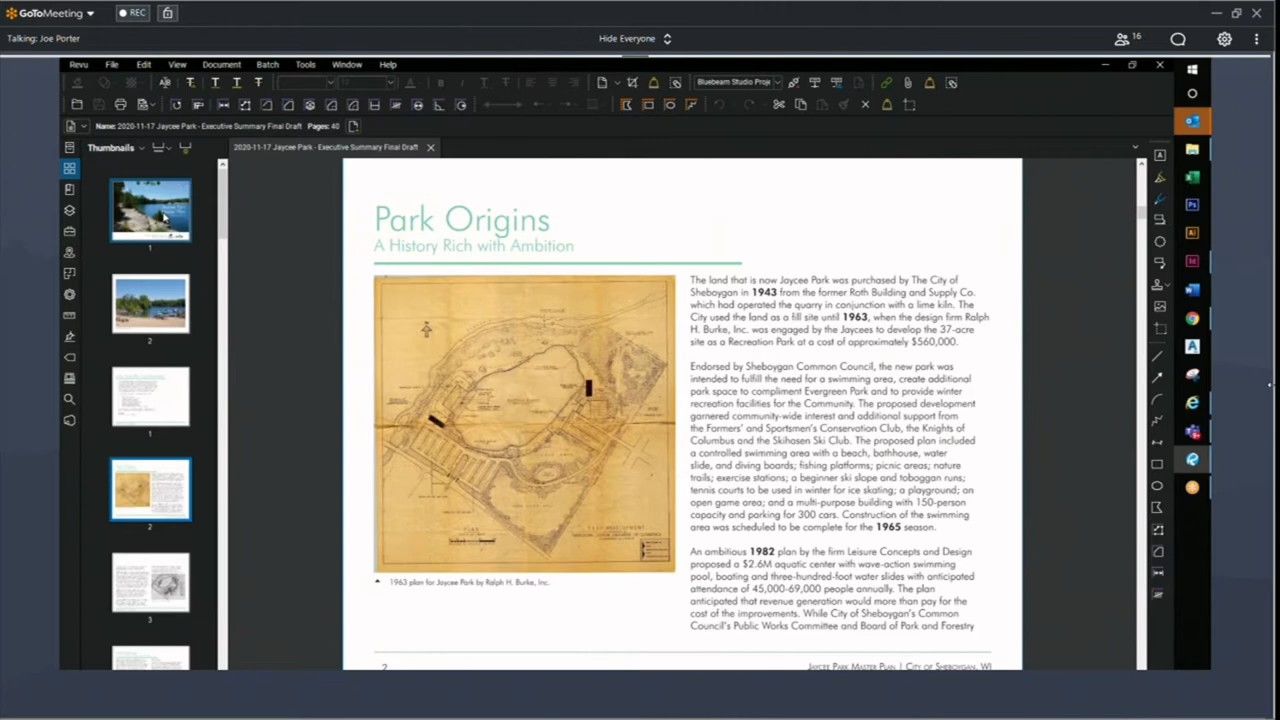 GoToMeeting
REC
Talking: Joe Porter
Hide Everyone
16
Revu File Edit View Document Batch Tools Window Help
Bluebeam Studio Proje
Name: 2020-11-17 Jaycee Park - Executive Summary Final Draft Pages: 40
Thumbnails
2020-11-17 Jaycee Park - Executive Summary Final Draft
1
2
1
2
3
Park Origins
A History Rich with Ambition
The land that is now Jaycee Park was purchased by The City of
Sheboygan in 1943 from the former Roth Building and Supply Co.
which had operated the quarry in conjunction with a lime kiln. The
City used the land as a fill site until 1963, when the design firm Ralph
H. Burke, Inc. was engaged by the Jaycees to develop the 37-acre
site as a Recreation Park at a cost of approximately $560,000.
Endorsed by Sheboygan Common Council, the new park was
intended to fulfill the need for a swimming area, create additional
park space to compliment Evergreen Park and to provide winter
recreation facilities for the Community. The proposed development
garnered community-wide interest and additional support from
the Farmers' and Sportsmen's Conservation Club, the Knights of
Columbus and the Skihasen Ski Club. The proposed plan included
a controlled swimming area with a beach, bathhouse, water
slide, and diving boards; fishing platforms; picnic areas; nature
trails; exercise stations; a beginner ski slope and toboggan runs;
tennis courts to be used in winter for ice skating; a playground; an
open game area; and a multi-purpose building with 150-person
capacity and parking for 300 cars. Construction of the swimming
area was scheduled to be complete for the 1965 season.
An ambitious 1982 plan by the firm Leisure Concepts and Design
proposed a $2.6M aquatic center with wave-action swimming
pool, boating and three-hundred-foot water slides with anticipated
attendance of 45,000-69,000 people annually. The plan
anticipated that revenue generation would more than pay for the
cost of the improvements. While City of Sheboygan's Common
Council's Public Works Committee and Board of Park and Forestry
1963 plan for Jaycee Park by Ralph H. Burke, Inc.
2
Jaycee Park Master Plan | City of Sheboygan, WI